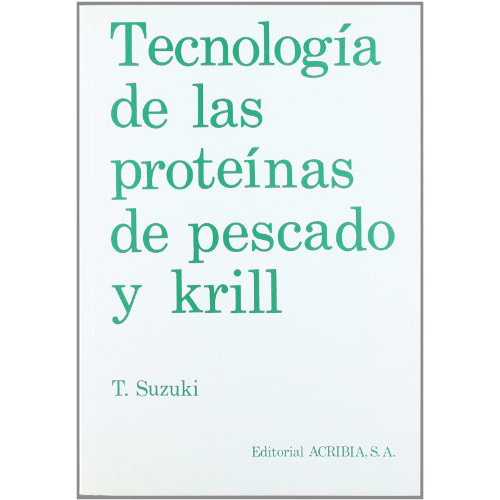 Tecnología
de las
proteínas
de pescado
y krill
T. Suzuki
Editorial ACRIBIA, S. A.